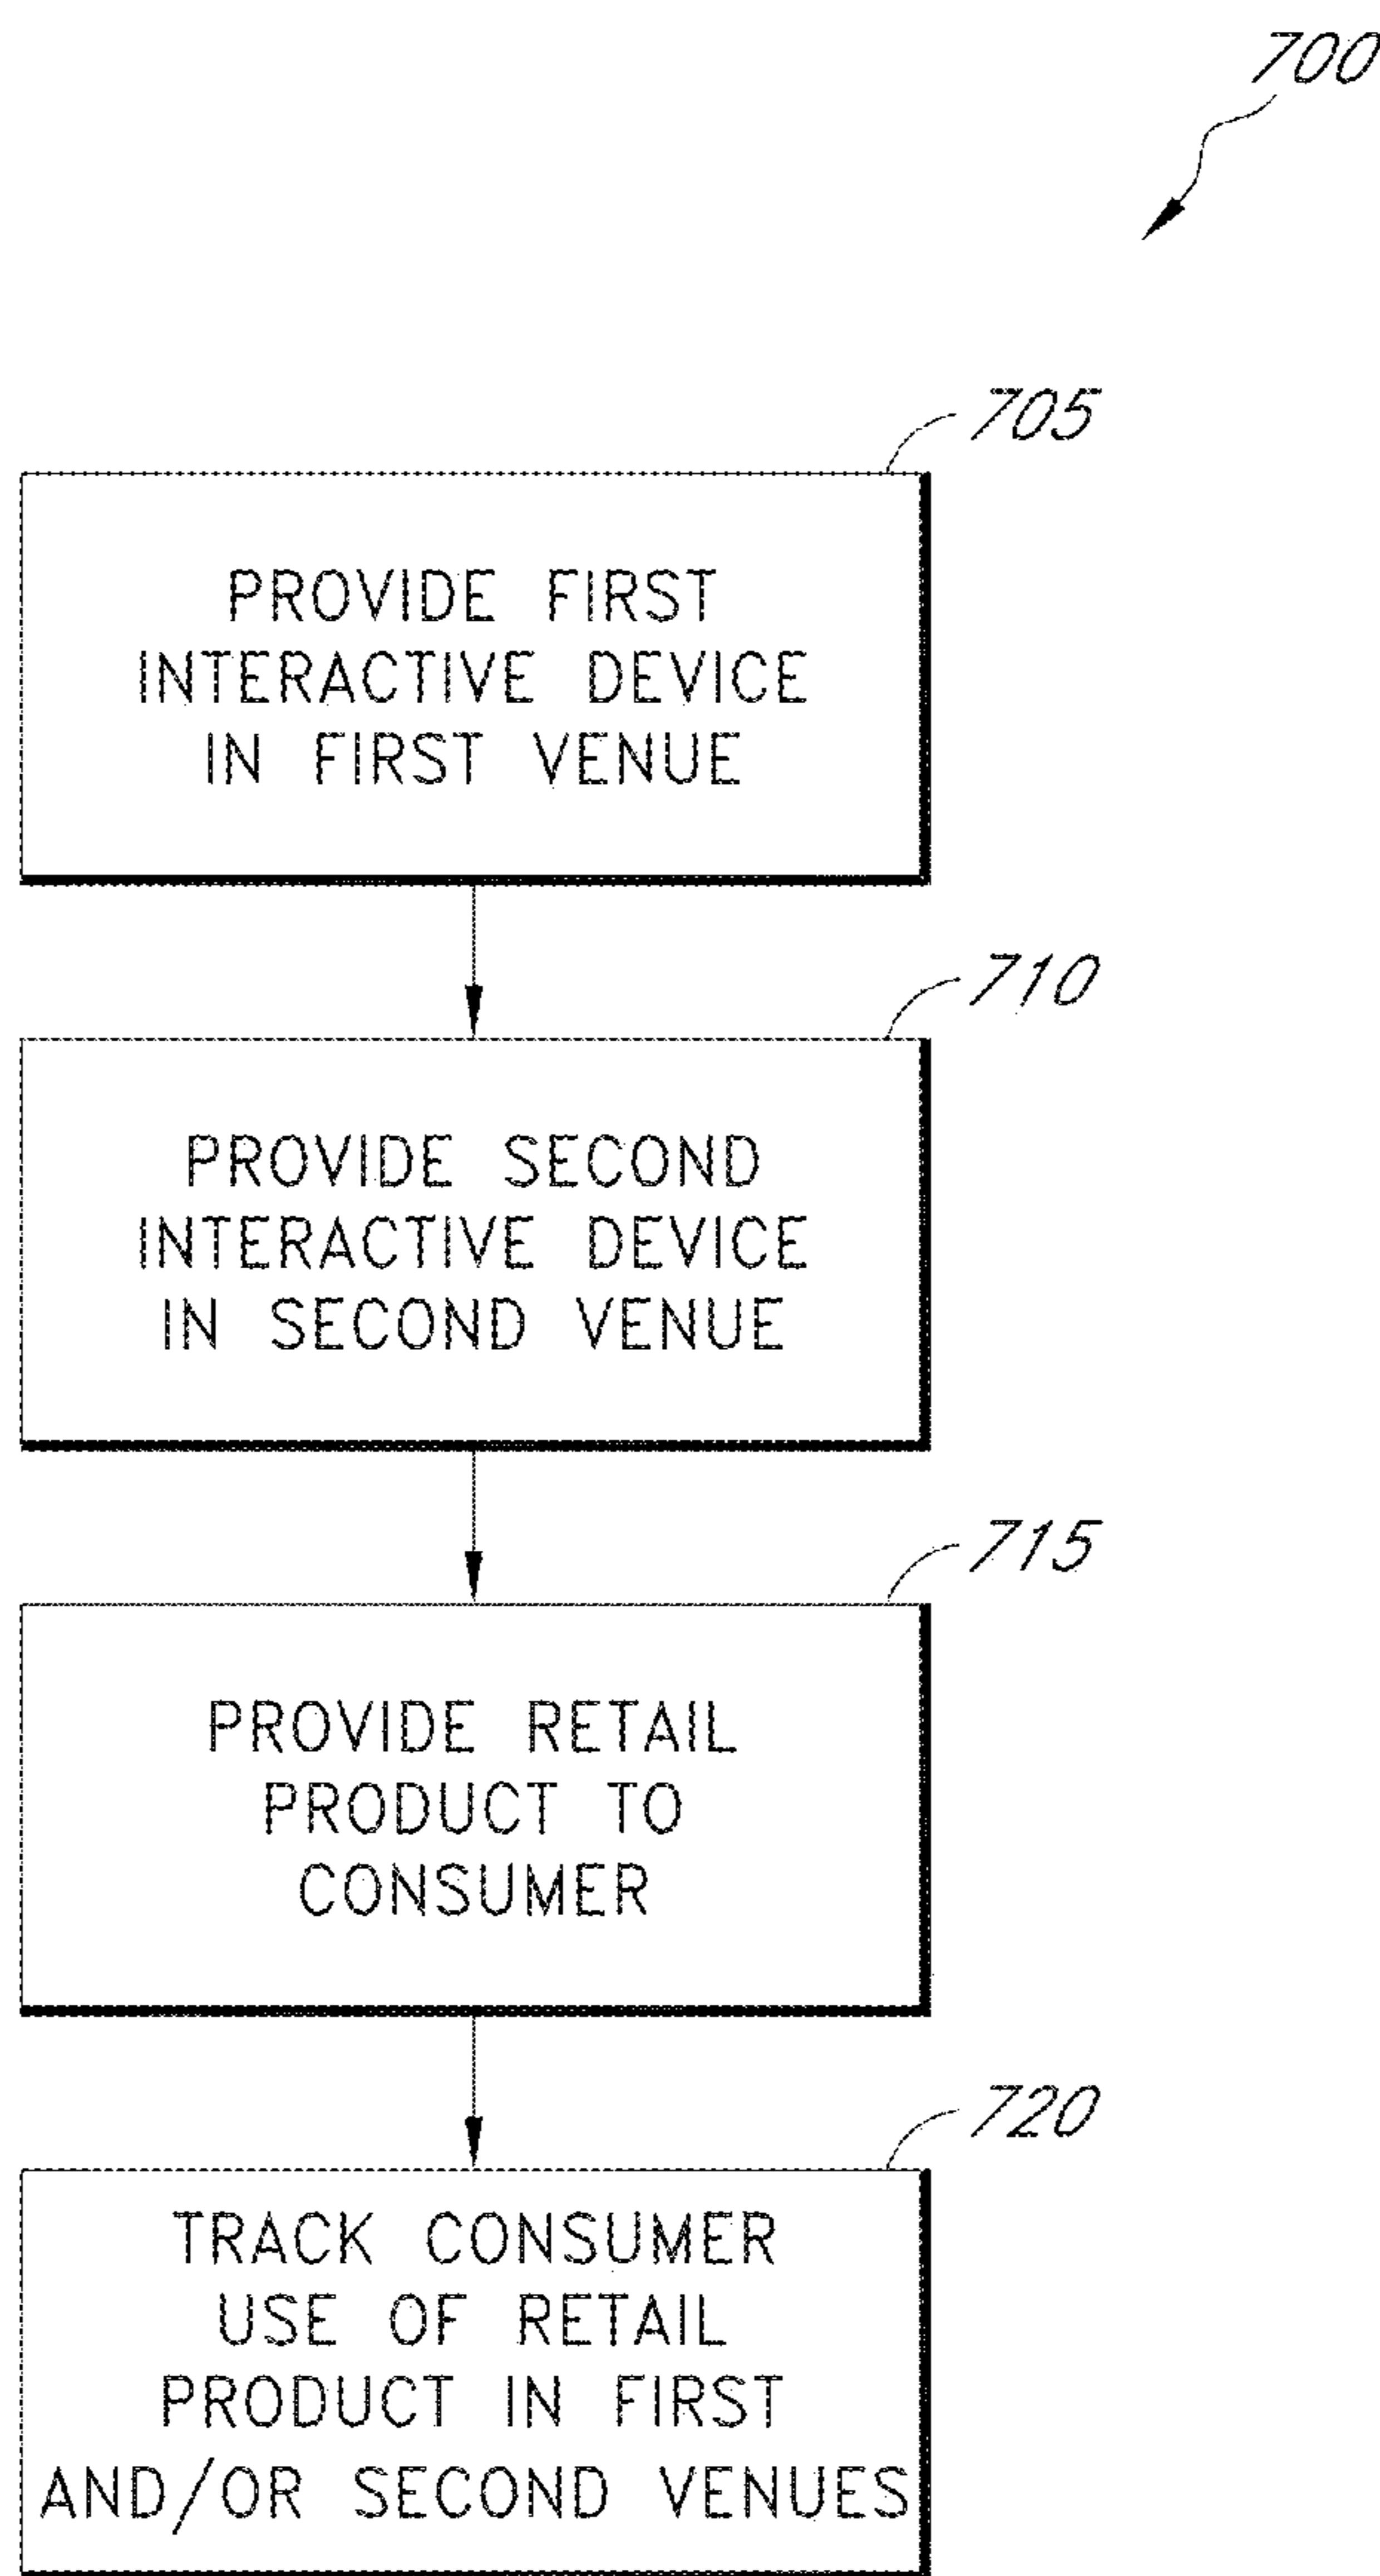 700
705
PROVIDE FIRST
INTERACTIVE DEVICE
IN FIRST VENUE
710
PROVIDE SECOND
INTERACTIVE DEVICE
IN SECOND VENUE
715
PROVIDE RETAIL
PRODUCT TO
CONSUMER
720
TRACK CONSUMER
USE OF RETAIL
PRODUCT IN FIRST
AND/OR SECOND VENUES